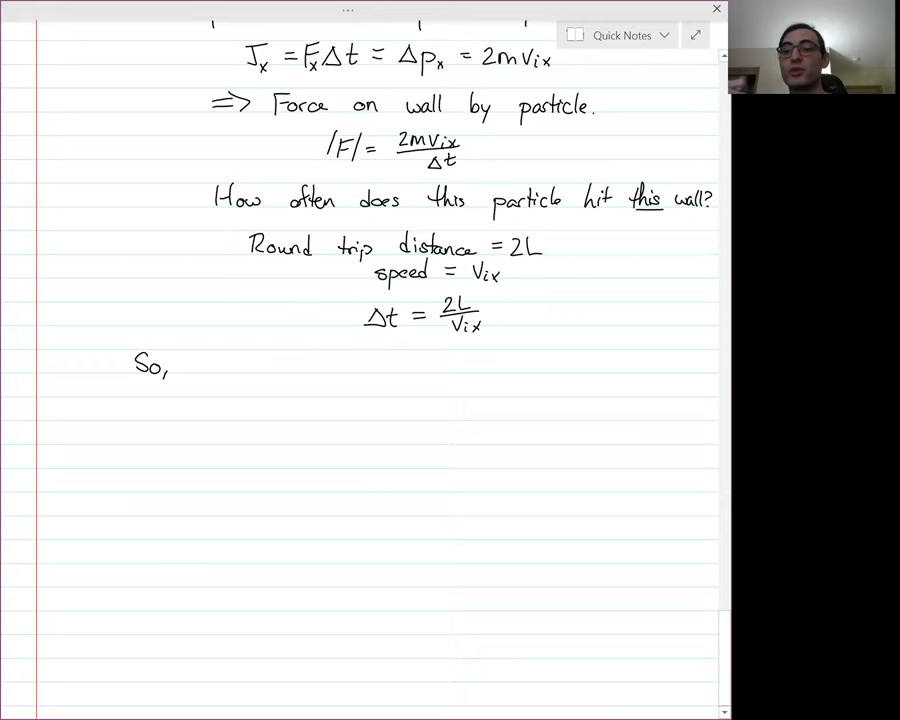 Quick Notes
Jx = FxΔt = Δpx = 2mvix
=> Force on wall by particle.
|F| = 2mvix / Δt
How often does this particle hit this wall?
Round trip distance = 2L
speed = vix
Δt = 2L / vix
So,